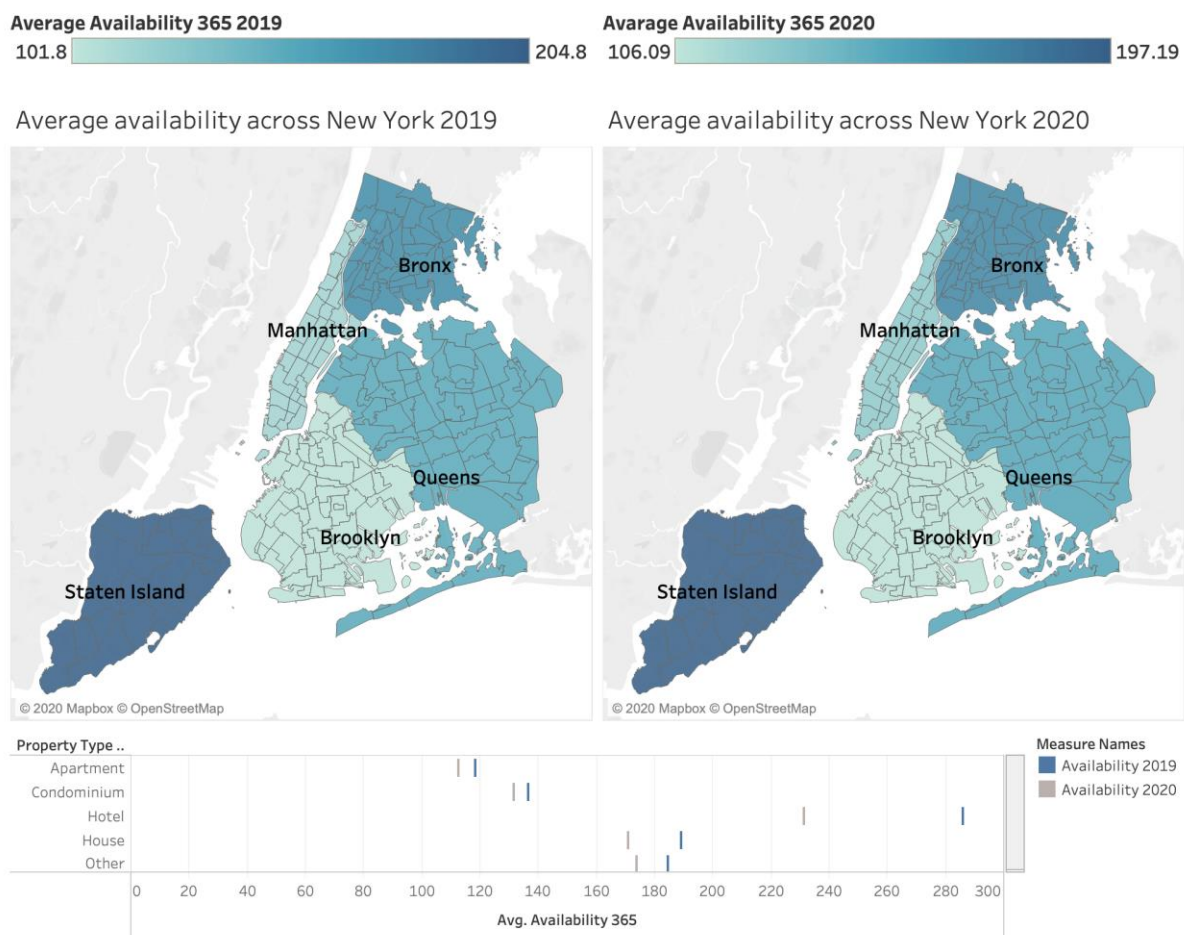 Average Availability 365 2019
101.8 204.8
Avarage Availability 365 2020
106.09 197.19
Average availability across New York 2019
Bronx
Manhattan
Queens
Brooklyn
Staten Island
© 2020 Mapbox © OpenStreetMap
Average availability across New York 2020
Bronx
Manhattan
Queens
Brooklyn
Staten Island
© 2020 Mapbox © OpenStreetMap
Property Type ..
Apartment
Condominium
Hotel
House
Other
0 20 40 60 80 100 120 140 160 180 200 220 240 260 280 300
Avg. Availability 365
Measure Names
Availability 2019
Availability 2020